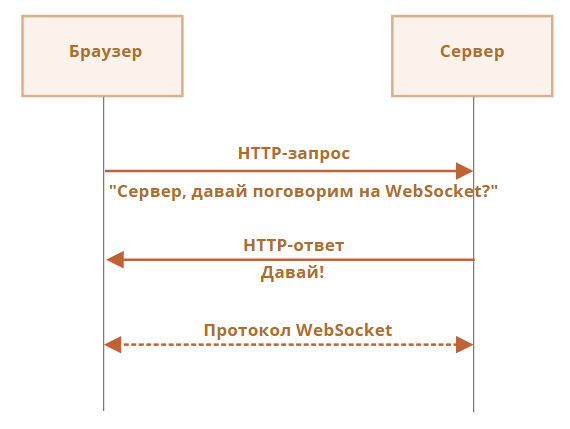 Браузер
Сервер
HTTP-запрос
"Сервер, давай поговорим на WebSocket?"
HTTP-ответ
Давай!
Протокол WebSocket